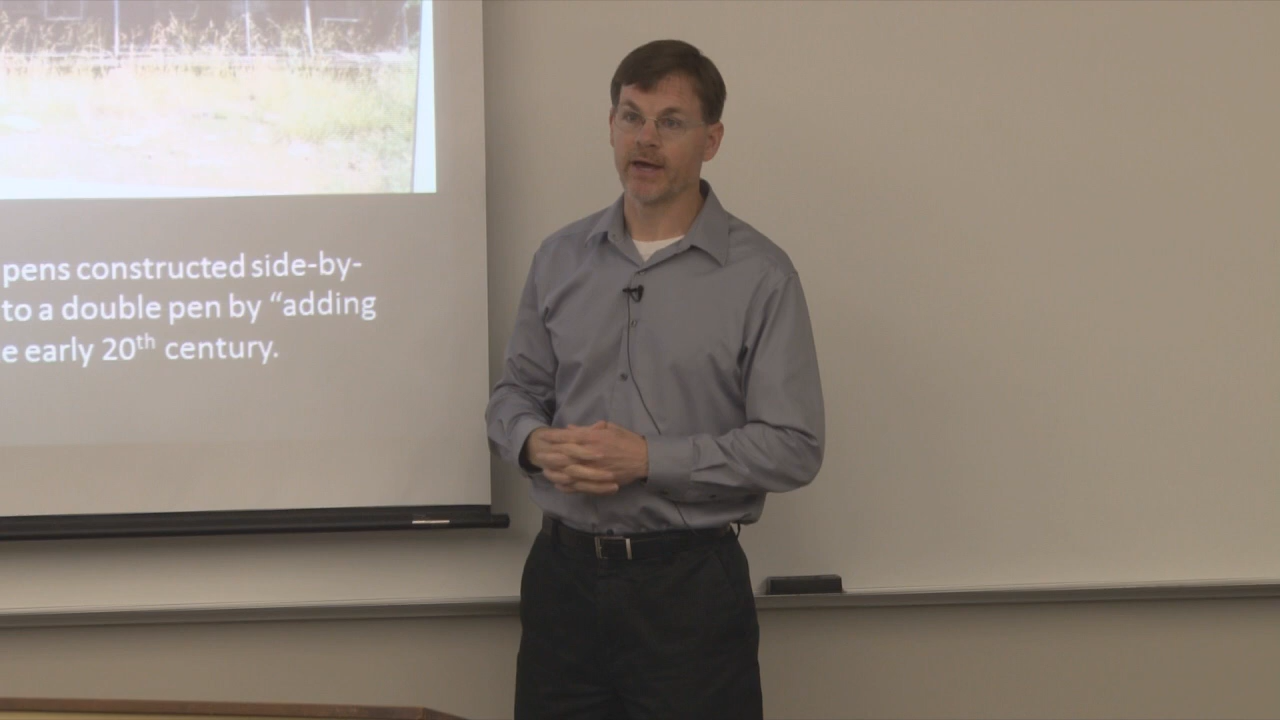 pens constructed side-by-
to a double pen by “adding
e early 20th century.